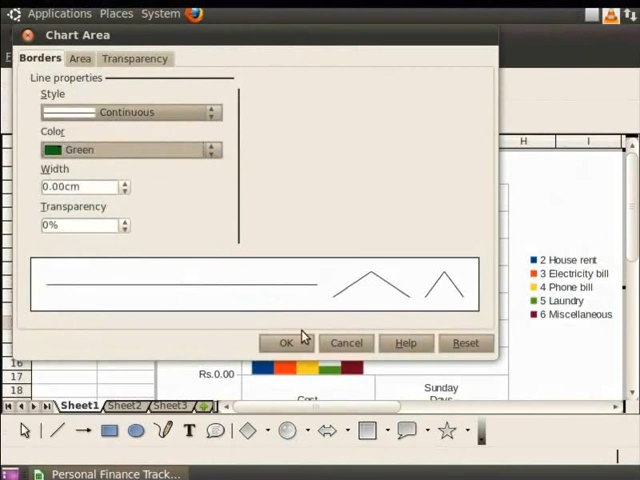 Applications Places System
Chart Area
Borders Area Transparency
Line properties
Style
Continuous
Color
Green
Width
0.00cm
Transparency
0%
OK Cancel Help Reset
H I
2 House rent
3 Electricity bill
4 Phone bill
5 Laundry
6 Miscellaneous
16
17
18
Rs.0.00
Sunday
Days
Cost
Sheet1 Sheet2 Sheet3
T
Personal Finance Track...